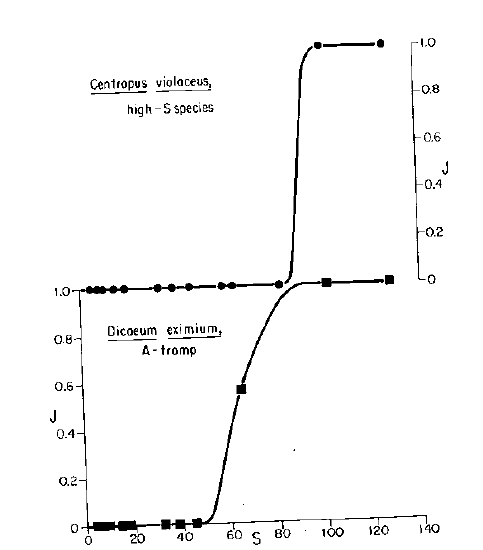 Centropus violaceus,
high-S species
1.0
0.8
0.6
J
0.4
0.2
0
1.0
Dicaeum eximium,
A-tramp
0.8
0.6
J
0.4
0.2
0
0 20 40 60 S 80 100 120 140